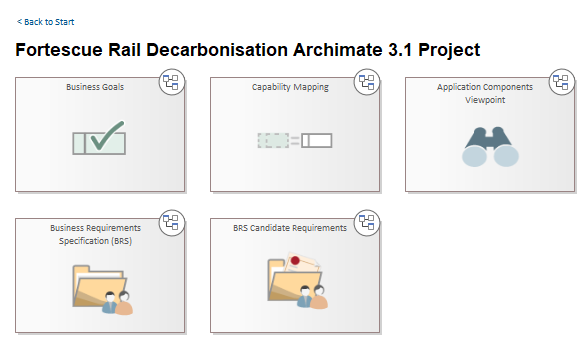 < Back to Start
Fortescue Rail Decarbonisation Archimate 3.1 Project
Business Goals
Capability Mapping
Application Components
Viewpoint
Business Requirements
Specification (BRS)
BRS Candidate Requirements